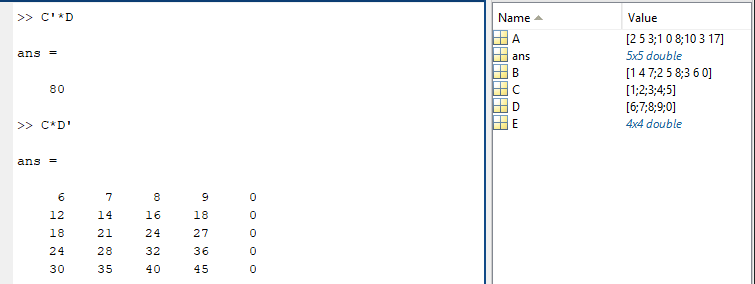 >> C'*D
ans =
80
>> C*D'
ans =
6 7 8 9 0
12 14 16 18 0
18 21 24 27 0
24 28 32 36 0
30 35 40 45 0
Name Value
A [2 5 3;1 0 8;10 3 17]
ans 5x5 double
B [1 4 7;2 5 8;3 6 0]
C [1;2;3;4;5]
D [6;7;8;9;0]
E 4x4 double